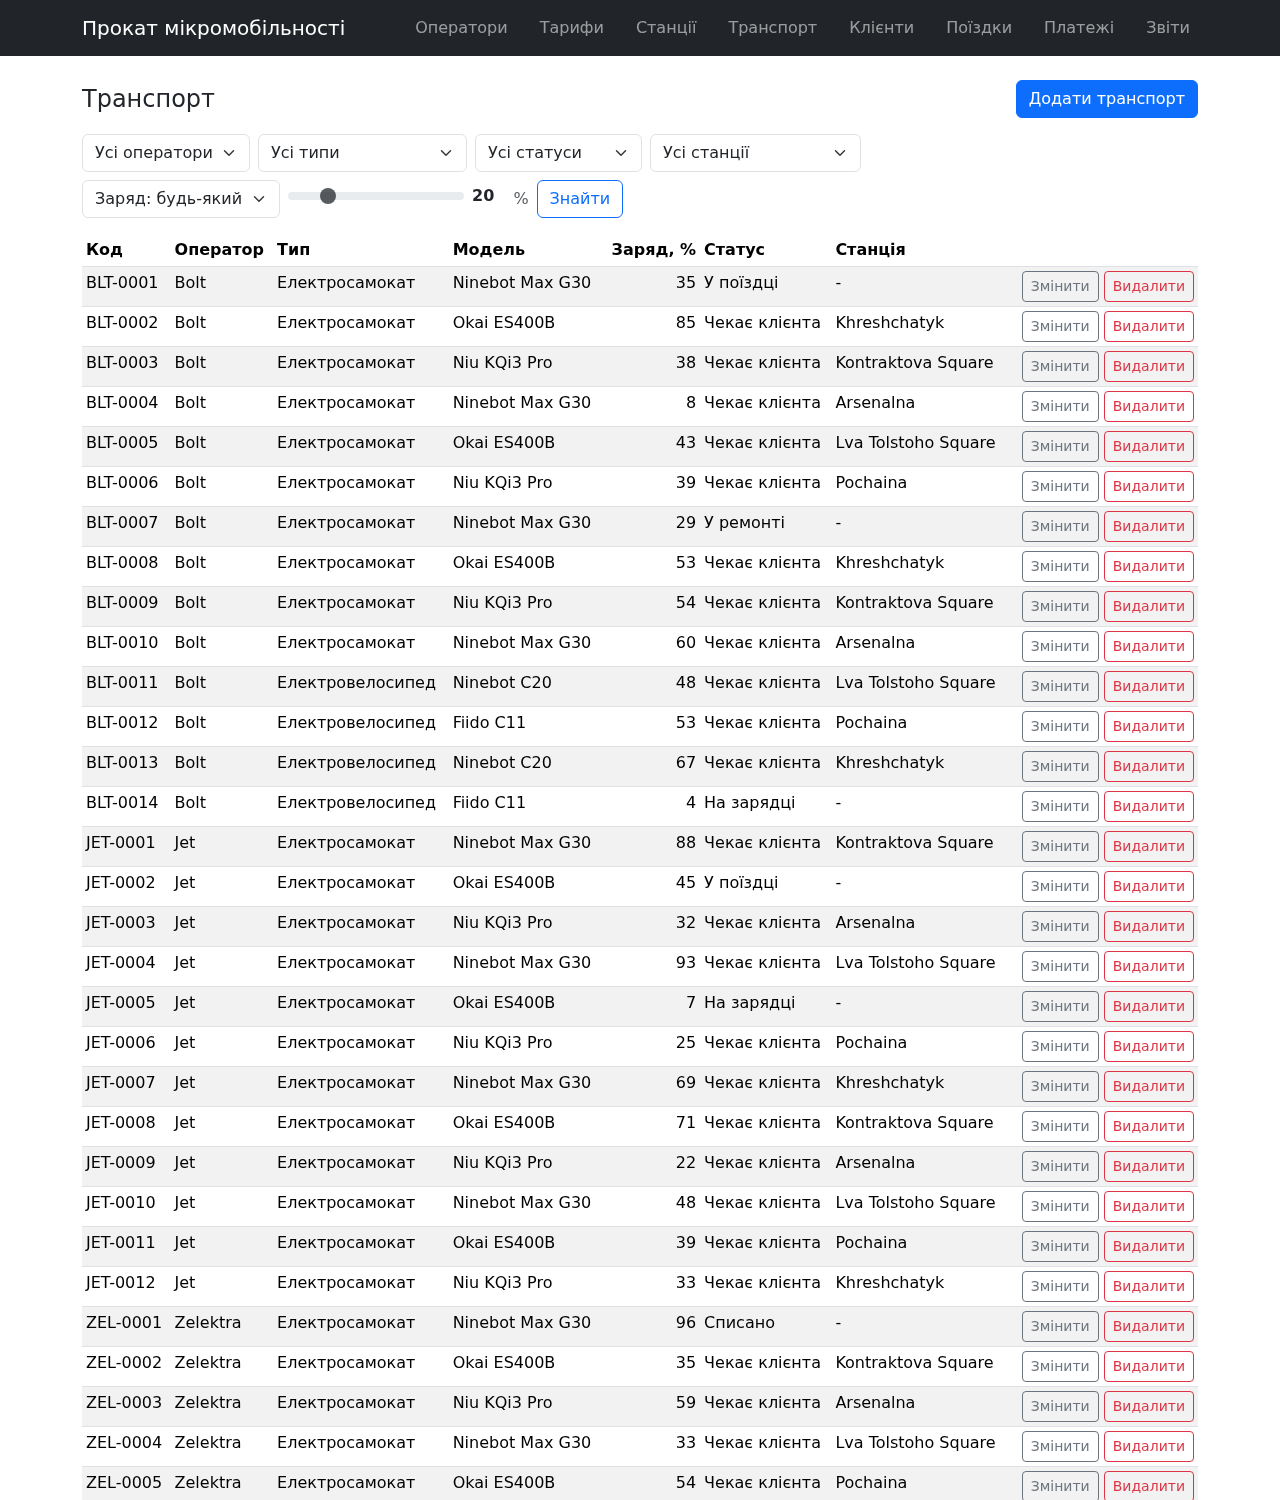 Прокат мікромобільності Оператори Тарифи Станції Транспорт Клієнти Поїздки Платежі Звіти
Транспорт Додати транспорт
Усі оператори Усі типи Усі статуси Усі станції
Заряд: будь-який 20 % Знайти
Код Оператор Тип Модель Заряд, % Статус Станція
BLT-0001 Bolt Електросамокат Ninebot Max G30 35 У поїздці - Змінити Видалити
BLT-0002 Bolt Електросамокат Okai ES400B 85 Чекає клієнта Khreshchatyk Змінити Видалити
BLT-0003 Bolt Електросамокат Niu KQi3 Pro 38 Чекає клієнта Kontraktova Square Змінити Видалити
BLT-0004 Bolt Електросамокат Ninebot Max G30 8 Чекає клієнта Arsenalna Змінити Видалити
BLT-0005 Bolt Електросамокат Okai ES400B 43 Чекає клієнта Lva Tolstoho Square Змінити Видалити
BLT-0006 Bolt Електросамокат Niu KQi3 Pro 39 Чекає клієнта Pochaina Змінити Видалити
BLT-0007 Bolt Електросамокат Ninebot Max G30 29 У ремонті - Змінити Видалити
BLT-0008 Bolt Електросамокат Okai ES400B 53 Чекає клієнта Khreshchatyk Змінити Видалити
BLT-0009 Bolt Електросамокат Niu KQi3 Pro 54 Чекає клієнта Kontraktova Square Змінити Видалити
BLT-0010 Bolt Електросамокат Ninebot Max G30 60 Чекає клієнта Arsenalna Змінити Видалити
BLT-0011 Bolt Електровелосипед Ninebot C20 48 Чекає клієнта Lva Tolstoho Square Змінити Видалити
BLT-0012 Bolt Електровелосипед Fiido C11 53 Чекає клієнта Pochaina Змінити Видалити
BLT-0013 Bolt Електровелосипед Ninebot C20 67 Чекає клієнта Khreshchatyk Змінити Видалити
BLT-0014 Bolt Електровелосипед Fiido C11 4 На зарядці - Змінити Видалити
JET-0001 Jet Електросамокат Ninebot Max G30 88 Чекає клієнта Kontraktova Square Змінити Видалити
JET-0002 Jet Електросамокат Okai ES400B 45 У поїздці - Змінити Видалити
JET-0003 Jet Електросамокат Niu KQi3 Pro 32 Чекає клієнта Arsenalna Змінити Видалити
JET-0004 Jet Електросамокат Ninebot Max G30 93 Чекає клієнта Lva Tolstoho Square Змінити Видалити
JET-0005 Jet Електросамокат Okai ES400B 7 На зарядці - Змінити Видалити
JET-0006 Jet Електросамокат Niu KQi3 Pro 25 Чекає клієнта Pochaina Змінити Видалити
JET-0007 Jet Електросамокат Ninebot Max G30 69 Чекає клієнта Khreshchatyk Змінити Видалити
JET-0008 Jet Електросамокат Okai ES400B 71 Чекає клієнта Kontraktova Square Змінити Видалити
JET-0009 Jet Електросамокат Niu KQi3 Pro 22 Чекає клієнта Arsenalna Змінити Видалити
JET-0010 Jet Електросамокат Ninebot Max G30 48 Чекає клієнта Lva Tolstoho Square Змінити Видалити
JET-0011 Jet Електросамокат Okai ES400B 39 Чекає клієнта Pochaina Змінити Видалити
JET-0012 Jet Електросамокат Niu KQi3 Pro 33 Чекає клієнта Khreshchatyk Змінити Видалити
ZEL-0001 Zelektra Електросамокат Ninebot Max G30 96 Списано - Змінити Видалити
ZEL-0002 Zelektra Електросамокат Okai ES400B 35 Чекає клієнта Kontraktova Square Змінити Видалити
ZEL-0003 Zelektra Електросамокат Niu KQi3 Pro 59 Чекає клієнта Arsenalna Змінити Видалити
ZEL-0004 Zelektra Електросамокат Ninebot Max G30 33 Чекає клієнта Lva Tolstoho Square Змінити Видалити
ZEL-0005 Zelektra Електросамокат Okai ES400B 54 Чекає клієнта Pochaina Змінити Видалити